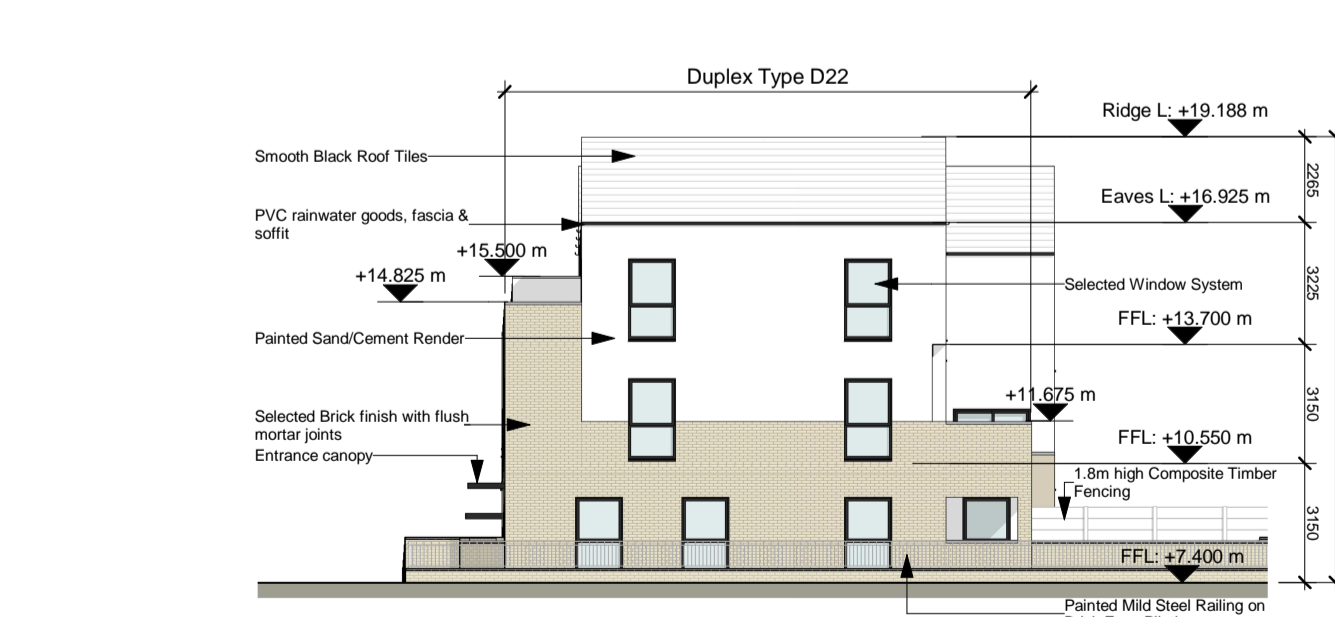 Duplex Type D22
Ridge L: +19.188 m
Smooth Black Roof Tiles
2265
Eaves L: +16.925 m
PVC rainwater goods, fascia &
soffit
+15.500 m
+14.825 m
Selected Window System
3225
FFL: +13.700 m
Painted Sand/Cement Render
+11.675 m
3150
Selected Brick finish with flush
mortar joints
FFL: +10.550 m
Entrance canopy
1.8m high Composite Timber
Fencing
3150
FFL: +7.400 m
Painted Mild Steel Railing on